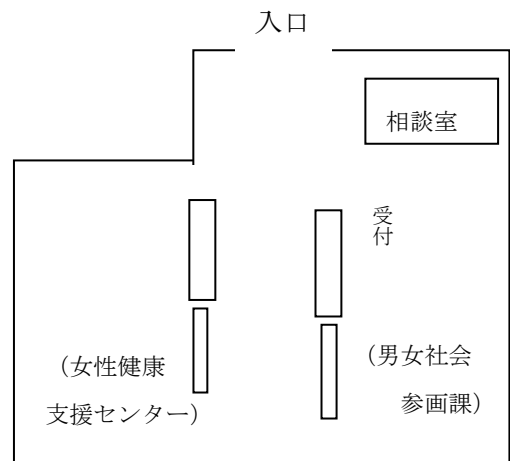 入口
相談室
受付
（女性健康
支援センター）
（男女社会
参画課）